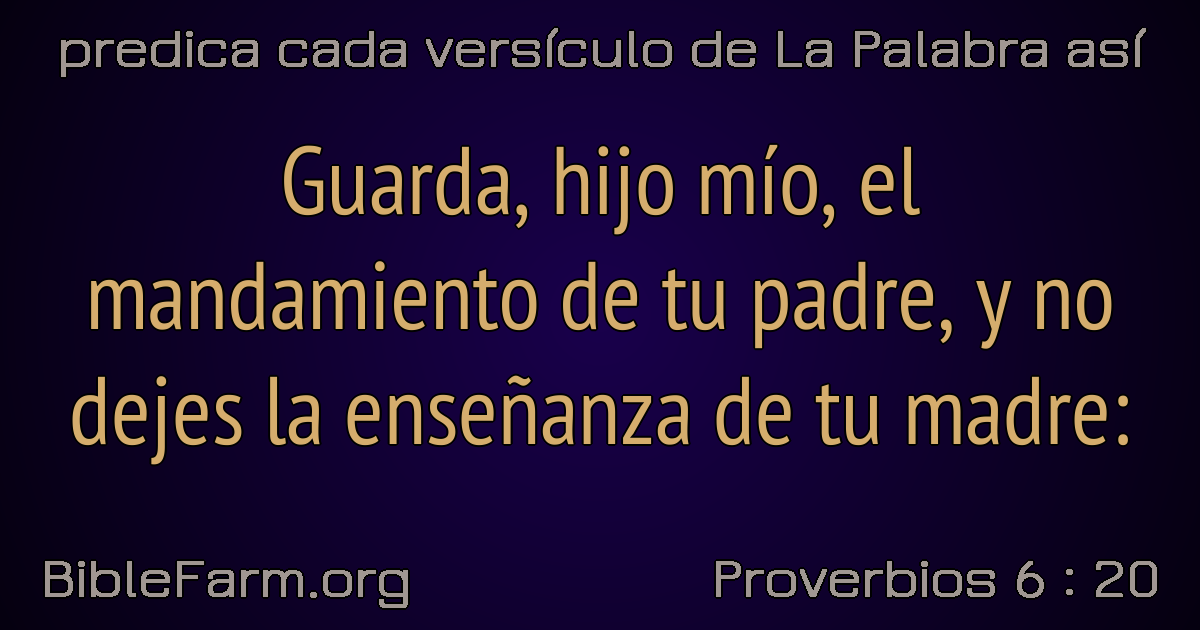 predica cada versículo de La Palabra así
Guarda, hijo mío, el
mandamiento de tu padre, y no
dejes la enseñanza de tu madre:
BibleFarm.org
Proverbios 6 : 20